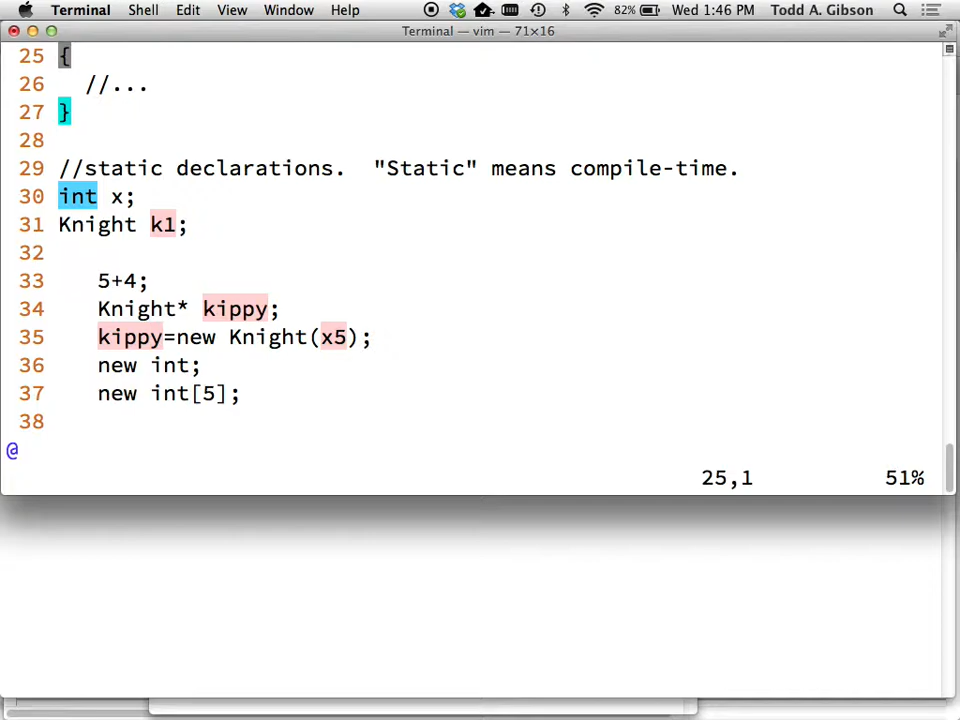 Terminal Shell Edit View Window Help 82% Wed 1:46 PM Todd A. Gibson
Terminal — vim — 71×16
25 {
26   //...
27 }
28
29 //static declarations.  "Static" means compile-time.
30 int x;
31 Knight k1;
32
33    5+4;
34    Knight* kippy;
35    kippy=new Knight(x5);
36    new int;
37    new int[5];
38
@
25,1 51%